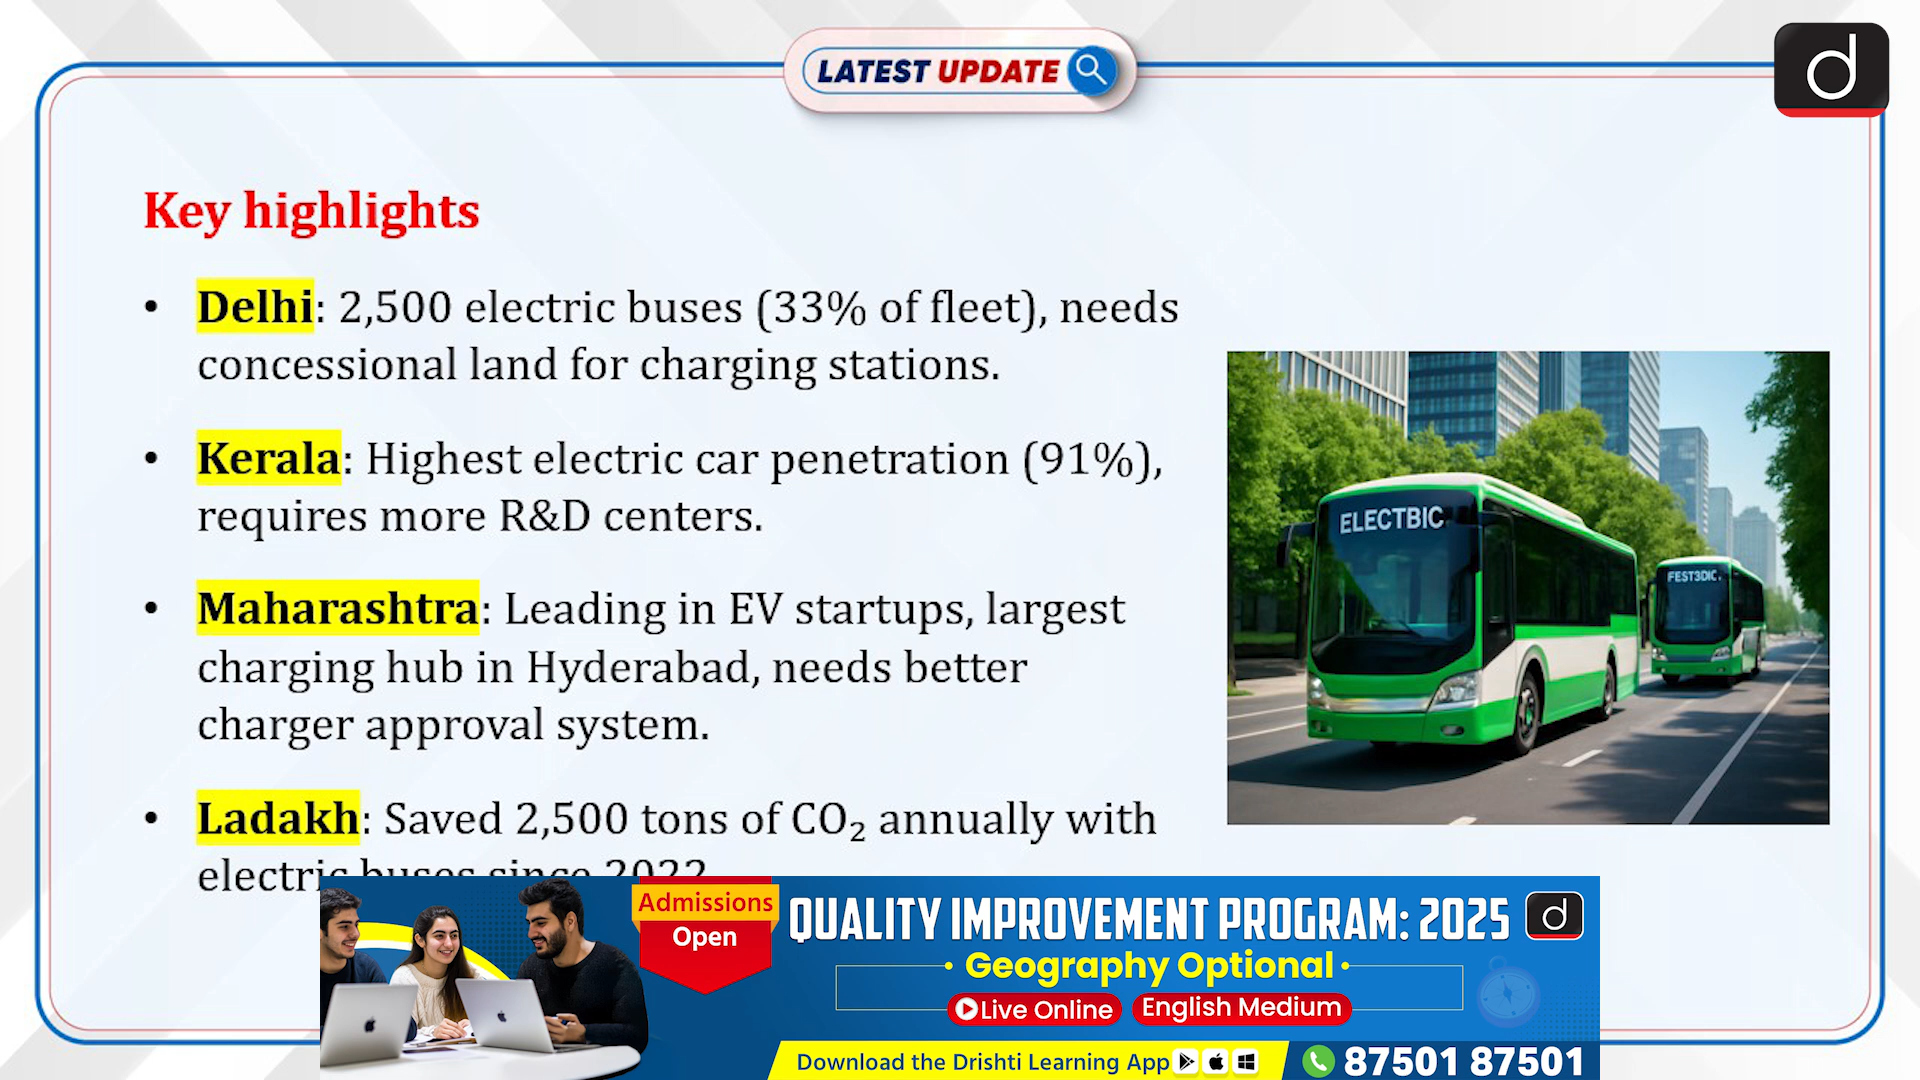 LATEST UPDATE
d
Key highlights
• Delhi: 2,500 electric buses (33% of fleet), needs
concessional land for charging stations.
• Kerala: Highest electric car penetration (91%),
requires more R&D centers.
• Maharashtra: Leading in EV startups, largest
charging hub in Hyderabad, needs better
charger approval system.
• Ladakh: Saved 2,500 tons of CO₂ annually with
electric buses since 2022
ELECTBIC
FEST3DIC.
Admissions
Open
QUALITY IMPROVEMENT PROGRAM: 2025
d
• Geography Optional •
Live Online
English Medium
Download the Drishti Learning App
87501 87501